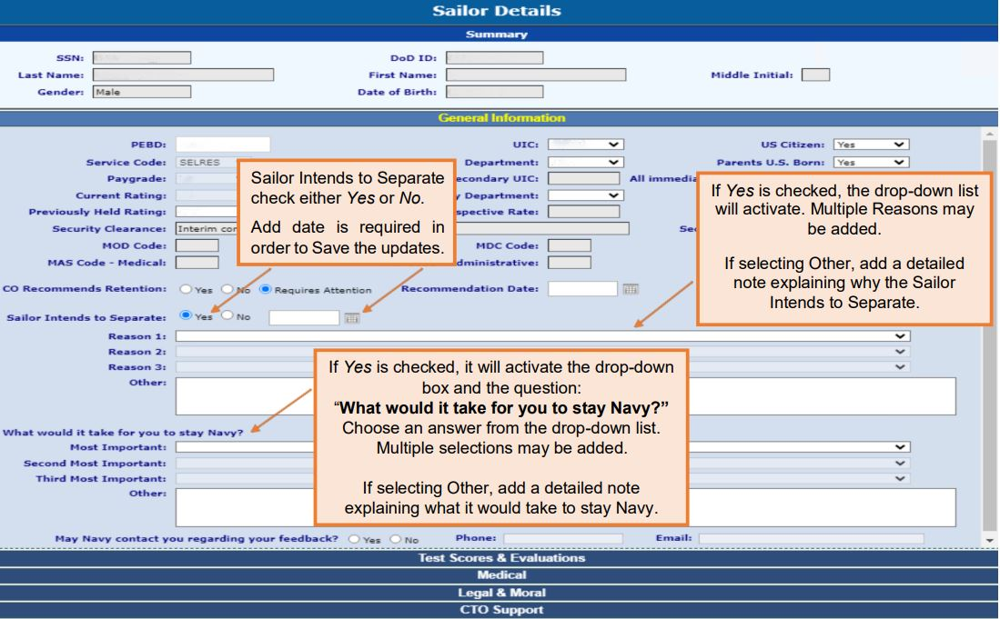 Sailor Details
Summary
SSN: DoD ID:
Last Name: First Name: Middle Initial:
Gender: Male Date of Birth:
General Information
PEBD: UIC: US Citizen: Yes
Service Code: SELRES Department: Parents U.S. Born: Yes
Paygrade: econdary UIC: All immedia
Current Rating: y Department:
Previously Held Rating: spective Rate:
Security Clearance: Interim con Sec
MOD Code: MDC Code:
MAS Code - Medical: dministrative:
Sailor Intends to Separate
check either Yes or No.
Add date is required in
order to Save the updates.
If Yes is checked, the drop-down list
will activate. Multiple Reasons may
be added.
If selecting Other, add a detailed
note explaining why the Sailor
Intends to Separate.
CO Recommends Retention: Yes No Requires Attention Recommendation Date:
Sailor Intends to Separate: Yes No
Reason 1:
Reason 2:
Reason 3:
Other:
If Yes is checked, it will activate the drop-down
box and the question:
“What would it take for you to stay Navy?”
Choose an answer from the drop-down list.
Multiple selections may be added.
If selecting Other, add a detailed note
explaining what it would take to stay Navy.
What would it take for you to stay Navy?
Most Important:
Second Most Important:
Third Most Important:
Other:
May Navy contact you regarding your feedback? Yes No Phone: Email:
Test Scores & Evaluations
Medical
Legal & Moral
CTO Support